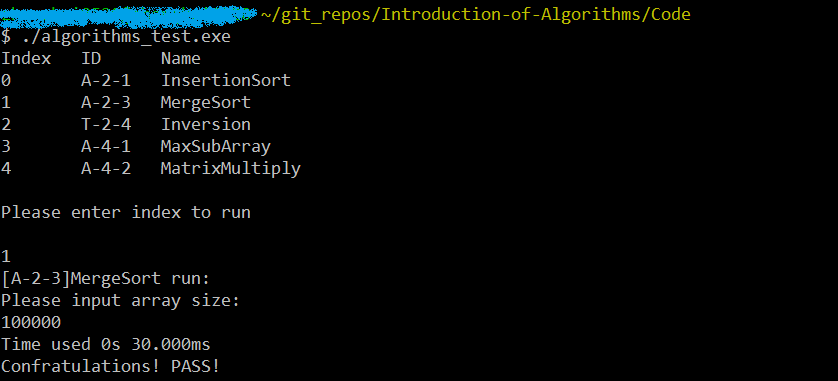 ~/git_repos/Introduction-of-Algorithms/Code
$ ./algorithms_test.exe
Index ID Name
0 A-2-1 InsertionSort
1 A-2-3 MergeSort
2 T-2-4 Inversion
3 A-4-1 MaxSubArray
4 A-4-2 MatrixMultiply
Please enter index to run
1
[A-2-3]MergeSort run:
Please input array size:
100000
Time used 0s 30.000ms
Confratulations! PASS!